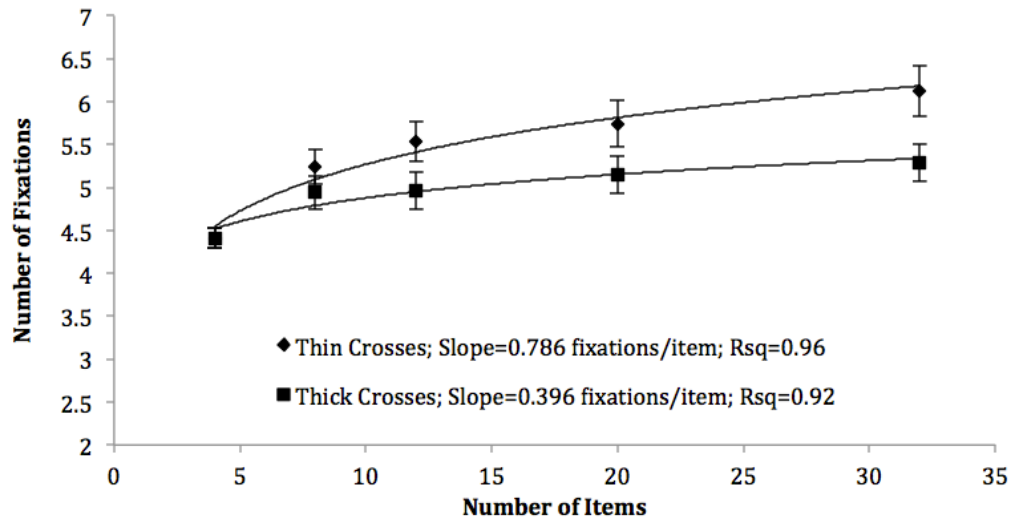 7
6.5
6
5.5
5
4.5
4
3.5
3
2.5
2
Number of Fixations
Thin Crosses; Slope=0.786 fixations/item; Rsq=0.96
Thick Crosses; Slope=0.396 fixations/item; Rsq=0.92
0 5 10 15 20 25 30 35
Number of Items